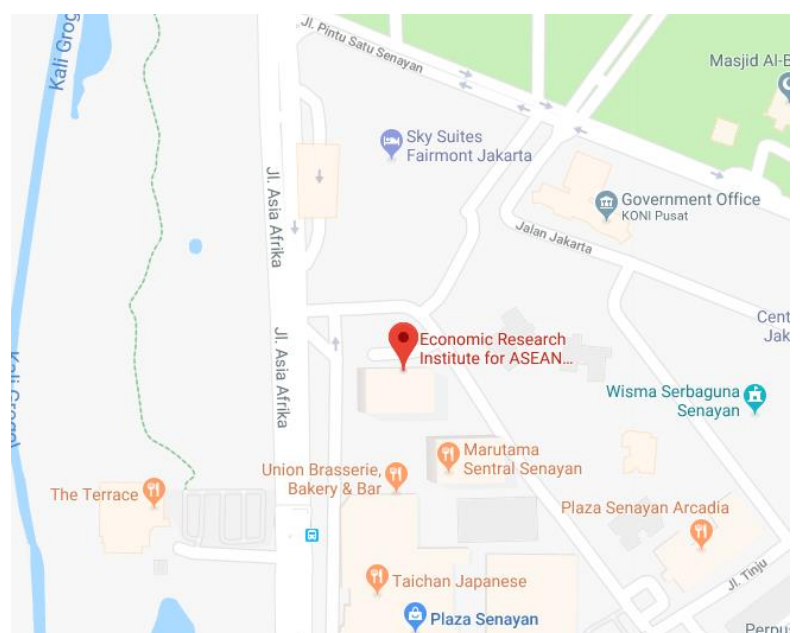 Jl. Pintu Satu Senayan
Kali Grog
Masjid Al-B
Sky Suites
Fairmont Jakarta
Jl. Asia Afrika
Government Office
KONI Pusat
Jalan Jakarta
Cent
Jak
Economic Research
Institute for ASEAN...
Jl. Asia Afrika
Kali Grogol
Wisma Serbaguna
Senayan
Marutama
Sentral Senayan
Union Brasserie,
Bakery & Bar
The Terrace
Plaza Senayan Arcadia
Taichan Japanese
Jl. Tinju
Plaza Senayan
Perpus